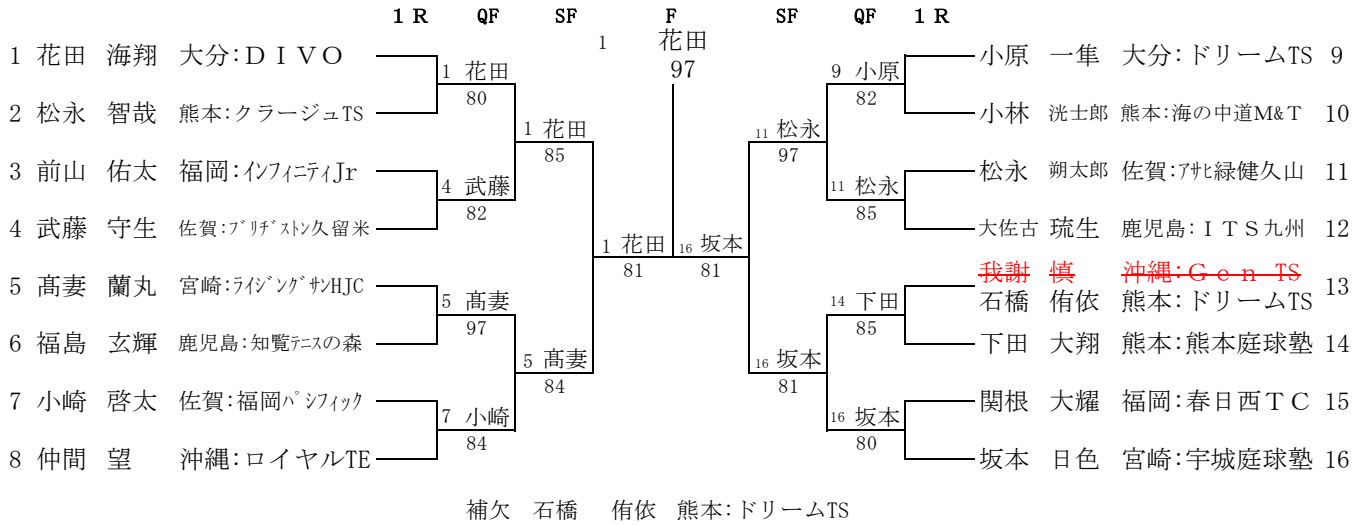 １Ｒ QF SF F SF QF １Ｒ
1 花田
97
1 花田 海翔 大分：ＤＩＶＯ
2 松永 智哉 熊本：クラージュTS
3 前山 佑太 福岡：インフィニティJr
4 武藤 守生 佐賀：ブリヂストン久留米
5 髙妻 蘭丸 宮崎：ライジングサンHJC
6 福島 玄輝 鹿児島：知覧テニスの森
7 小崎 啓太 佐賀：福岡パシフィック
8 仲間 望 沖縄：ロイヤルTE
1 花田
80
4 武藤
82
5 髙妻
97
7 小崎
84
1 花田
85
5 髙妻
84
1 花田
81
16 坂本
81
11 松永
97
16 坂本
81
9 小原
82
11 松永
85
14 下田
85
16 坂本
80
小原 一隼 大分：ドリームTS 9
小林 洸士郎 熊本：海の中道M&T 10
松永 朔太郎 佐賀：アサヒ緑健久山 11
大佐古 琉生 鹿児島：ＩＴＳ九州 12
我謝 慎 沖縄：Ｇｅｎ TS
石橋 侑依 熊本：ドリームTS 13
下田 大翔 熊本：熊本庭球塾 14
関根 大耀 福岡：春日西ＴＣ 15
坂本 日色 宮崎：宇城庭球塾 16
補欠 石橋 侑依 熊本：ドリームTS